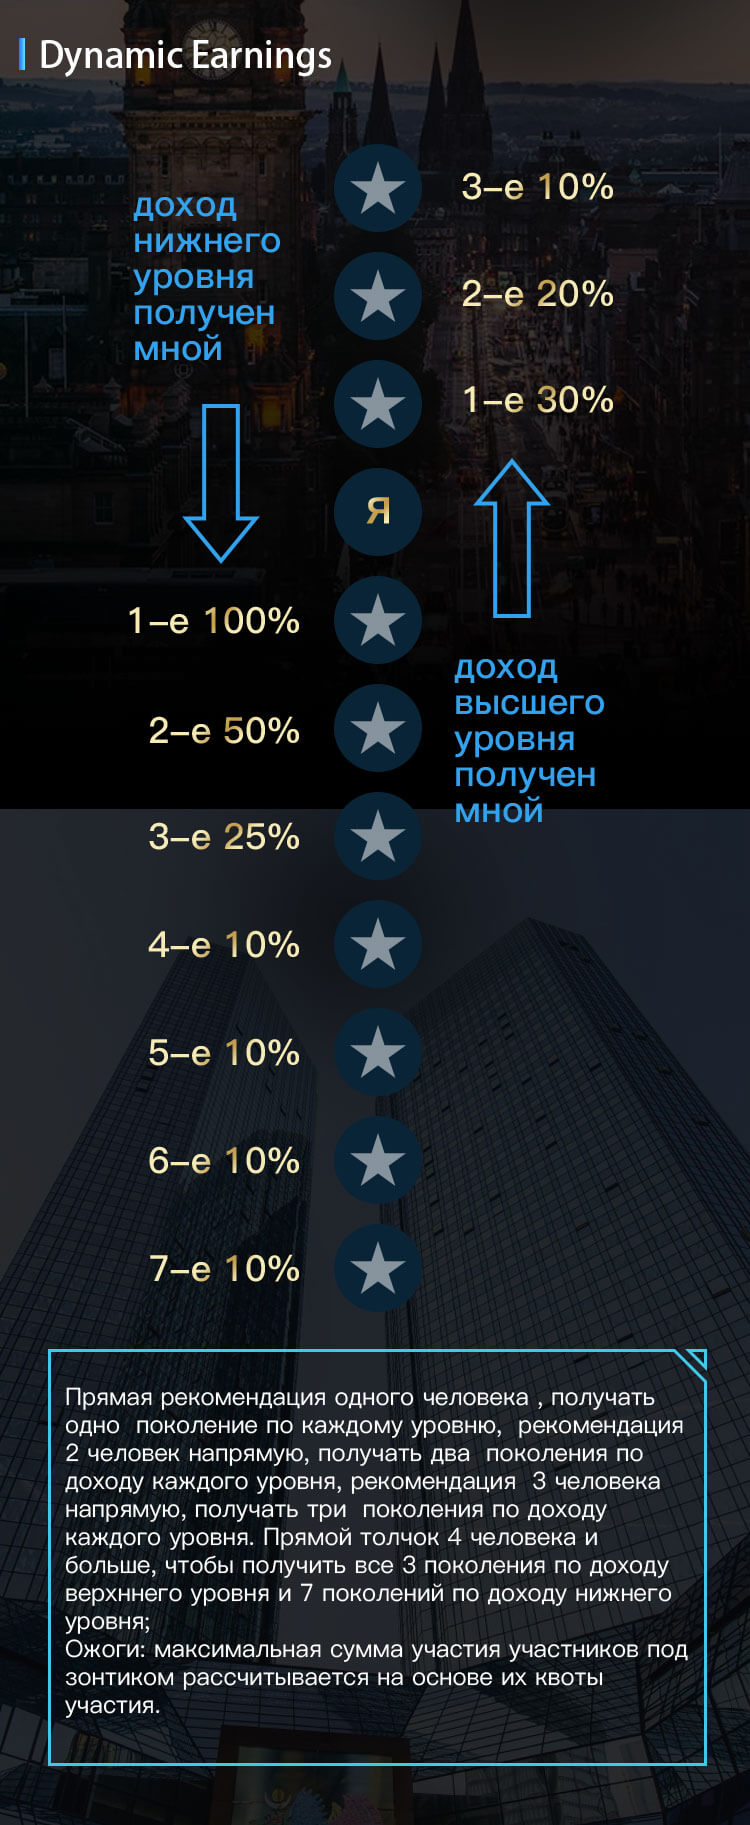 Dynamic Earnings
3-е 10%
доход
нижнего
уровня
получен
мной
2-е 20%
1-е 30%
Я
1-е 100%
доход
высшего
уровня
получен
мной
2-е 50%
3-е 25%
4-е 10%
5-е 10%
6-е 10%
7-е 10%
Прямая рекомендация одного человека , получать
одно поколение по каждому уровню, рекомендация
2 человек напрямую, получать два поколения по
доходу каждого уровня, рекомендация 3 человека
напрямую, получать три поколения по доходу
каждого уровня. Прямой толчок 4 человека и
больше, чтобы получить все 3 поколения по доходу
верхннего уровня и 7 поколений по доходу нижнего
уровня;
Ожоги: максимальная сумма участия участников под
зонтиком рассчитывается на основе их квоты
участия.